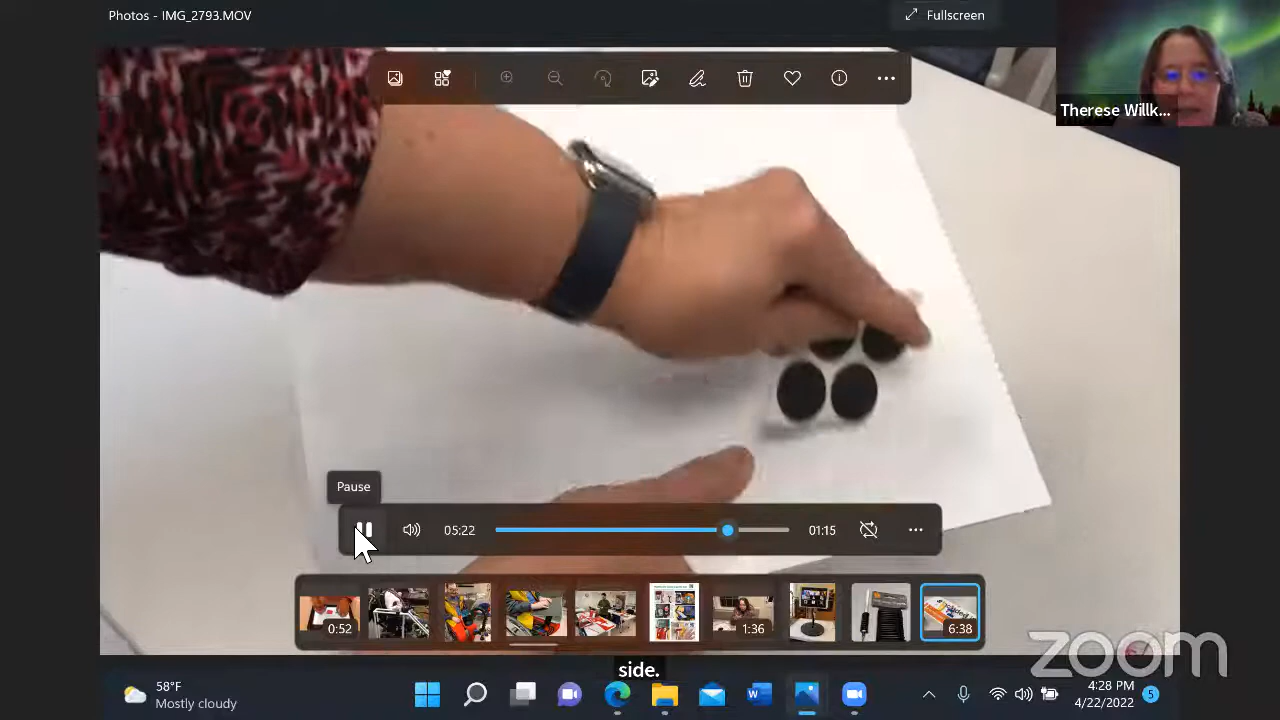 Photos - IMG_2793.MOV
Fullscreen
Therese Willk...
Pause
05:22
01:15
0:52
1:36
6:38
zoom
side.
58°F
Mostly cloudy
4:28 PM
4/22/2022
5